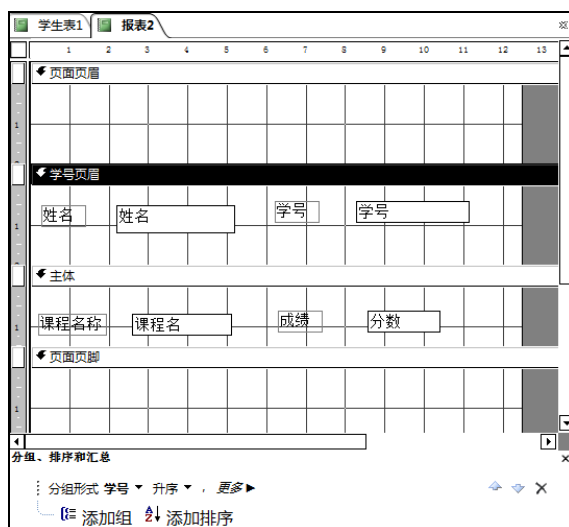 学生表1 报表2
1 2 3 4 5 6 7 8 9 10 11 12 13
页面页眉
1
学号页眉
姓名 姓名 学号 学号
1
主体
课程名称 课程名 成绩 分数
1
页面页脚
1
分组、排序和汇总
分组形式 学号 升序 , 更多
添加组 添加排序